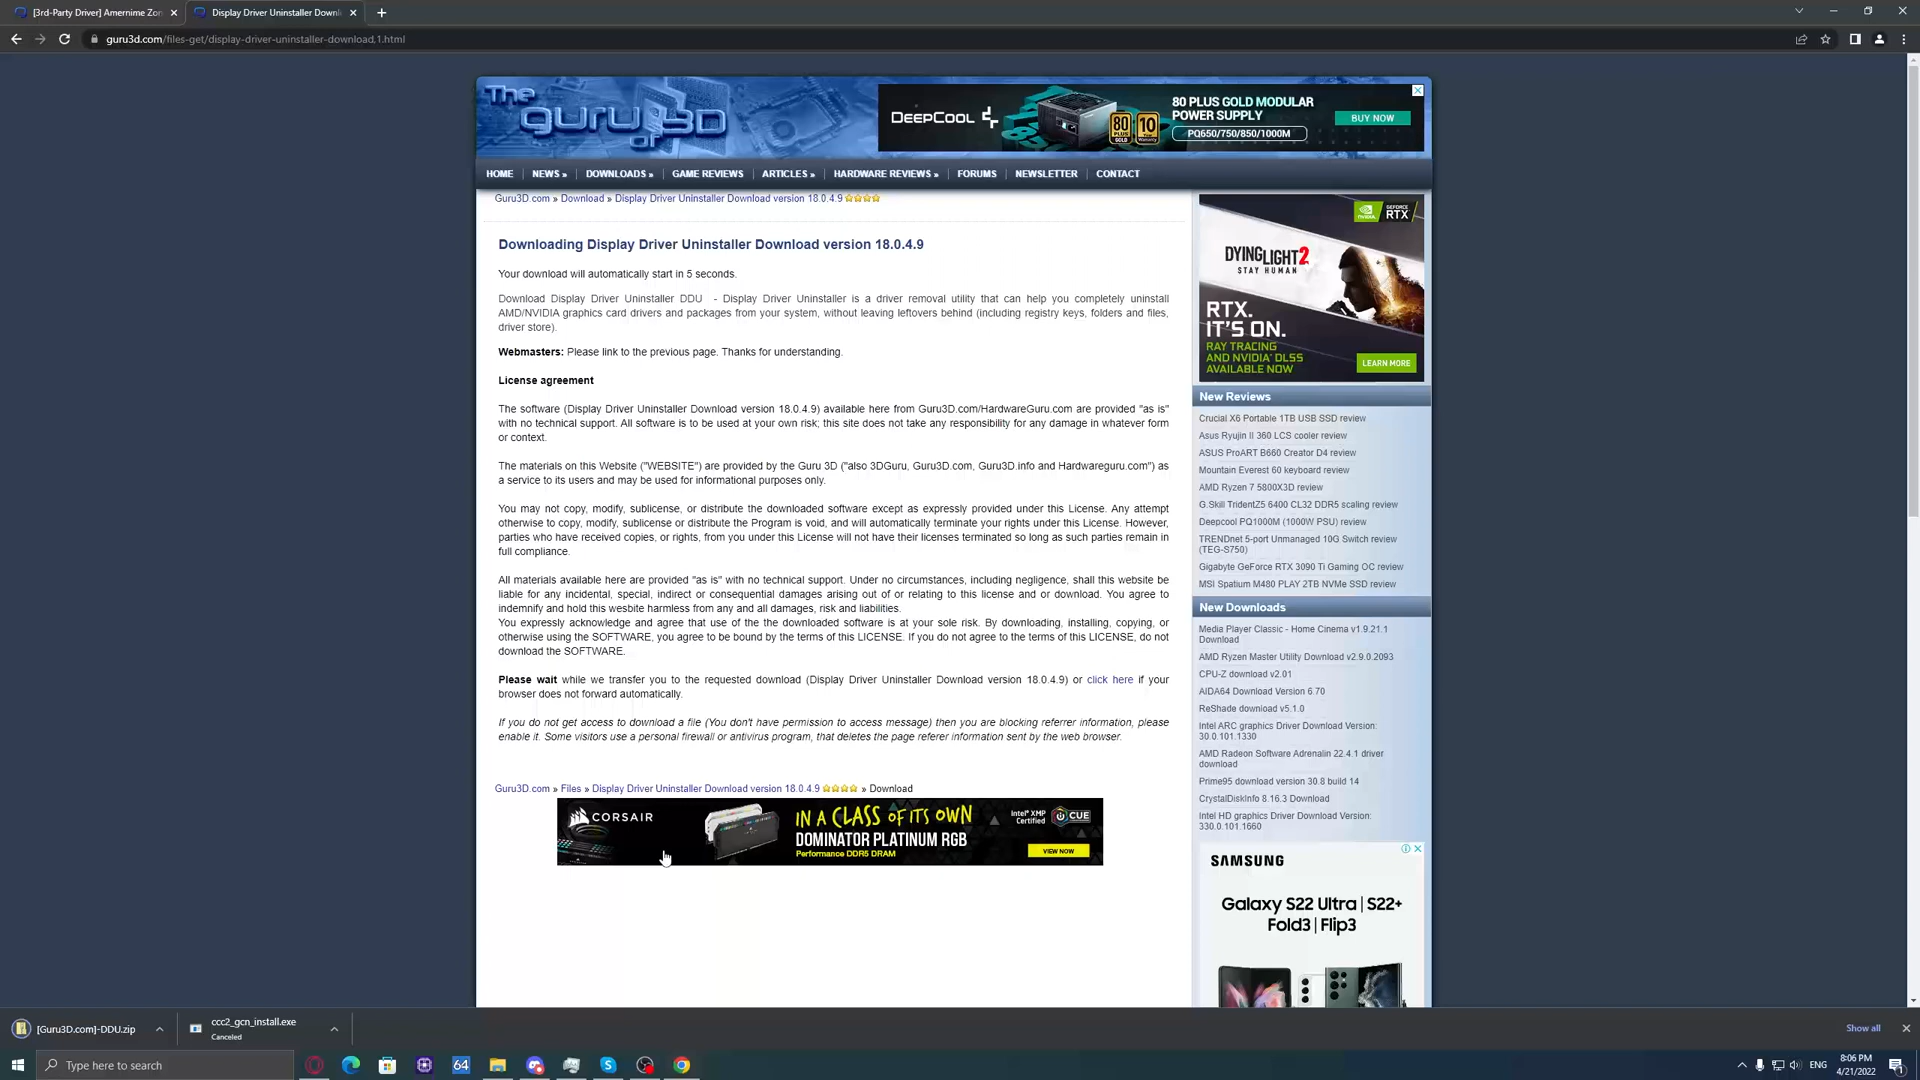 [3rd-Party Driver] Amernime Zon
Display Driver Uninstaller Downl
guru3d.com/files-get/display-driver-uninstaller-download,1.html
The guru of 3D
DEEPCOOL
80 PLUS GOLD MODULAR
POWER SUPPLY
PQ650/750/850/1000M
BUY NOW
HOME NEWS » DOWNLOADS » GAME REVIEWS ARTICLES » HARDWARE REVIEWS » FORUMS NEWSLETTER CONTACT
Guru3D.com » Download » Display Driver Uninstaller Download version 18.0.4.9
Downloading Display Driver Uninstaller Download version 18.0.4.9
Your download will automatically start in 5 seconds.
Download Display Driver Uninstaller DDU - Display Driver Uninstaller is a driver removal utility that can help you completely uninstall
AMD/NVIDIA graphics card drivers and packages from your system, without leaving leftovers behind (including registry keys, folders and files,
driver store).
Webmasters: Please link to the previous page. Thanks for understanding.
License agreement
The software (Display Driver Uninstaller Download version 18.0.4.9) available here from Guru3D.com/HardwareGuru.com are provided "as is"
with no technical support. All software is to be used at your own risk; this site does not take any responsibility for any damage in whatever form
or context.
The materials on this Website ("WEBSITE") are provided by the Guru 3D ("also 3DGuru, Guru3D.com, Guru3D.info and Hardwareguru.com") as
a service to its users and may be used for informational purposes only.
You may not copy, modify, sublicense, or distribute the downloaded software except as expressly provided under this License. Any attempt
otherwise to copy, modify, sublicense or distribute the Program is void, and will automatically terminate your rights under this License. However,
parties who have received copies, or rights, from you under this License will not have their licenses terminated so long as such parties remain in
full compliance.
All materials available here are provided "as is" with no technical support. Under no circumstances, including negligence, shall this website be
liable for any incidental, special, indirect or consequential damages arising out of or relating to this license and or download. You agree to
indemnify and hold this wesbite harmless from any and all damages, risk and liabilities.
You expressly acknowledge and agree that use of the the downloaded software is at your sole risk. By downloading, installing, copying, or
otherwise using the SOFTWARE, you agree to be bound by the terms of this LICENSE. If you do not agree to the terms of this LICENSE, do not
download the SOFTWARE.
Please wait while we transfer you to the requested download (Display Driver Uninstaller Download version 18.0.4.9) or click here if your
browser does not forward automatically.
If you do not get access to download a file (You don't have permission to access message) then you are blocking referrer information, please
enable it. Some visitors use a personal firewall or antivirus program, that deletes the page referer information sent by the web browser.
Guru3D.com » Files » Display Driver Uninstaller Download version 18.0.4.9 » Download
CORSAIR
IN A CLASS OF ITS OWN
DOMINATOR PLATINUM RGB
Performance DDR5 DRAM
Intel® XMP
Certified
iCUE
VIEW NOW
NVIDIA
GEFORCE
RTX
DYING LIGHT 2
STAY HUMAN
RTX.
IT'S ON.
RAY TRACING
AND NVIDIA DLSS
AVAILABLE NOW
LEARN MORE
New Reviews
Crucial X6 Portable 1TB USB SSD review
Asus Ryujin II 360 LCS cooler review
ASUS ProART B660 Creator D4 review
Mountain Everest 60 keyboard review
AMD Ryzen 7 5800X3D review
G.Skill TridentZ5 6400 CL32 DDR5 scaling review
Deepcool PQ1000M (1000W PSU) review
TRENDnet 5-port Unmanaged 10G Switch review
(TEG-S750)
Gigabyte GeForce RTX 3090 Ti Gaming OC review
MSI Spatium M480 PLAY 2TB NVMe SSD review
New Downloads
Media Player Classic - Home Cinema v1.9.21.1
Download
AMD Ryzen Master Utility Download v2.9.0.2093
CPU-Z download v2.01
AIDA64 Download Version 6.70
ReShade download v5.1.0
Intel ARC graphics Driver Download Version:
30.0.101.1330
AMD Radeon Software Adrenalin 22.4.1 driver
download
Prime95 download version 30.8 build 14
CrystalDiskInfo 8.16.3 Download
Intel HD graphics Driver Download Version:
330.0.101.1660
SAMSUNG
Galaxy S22 Ultra | S22+
Fold3 | Flip3
[Guru3D.com]-DDU.zip
ccc2_gcn_install.exe
Canceled
Show all
Type here to search
64
ENG
8:06 PM
4/21/2022